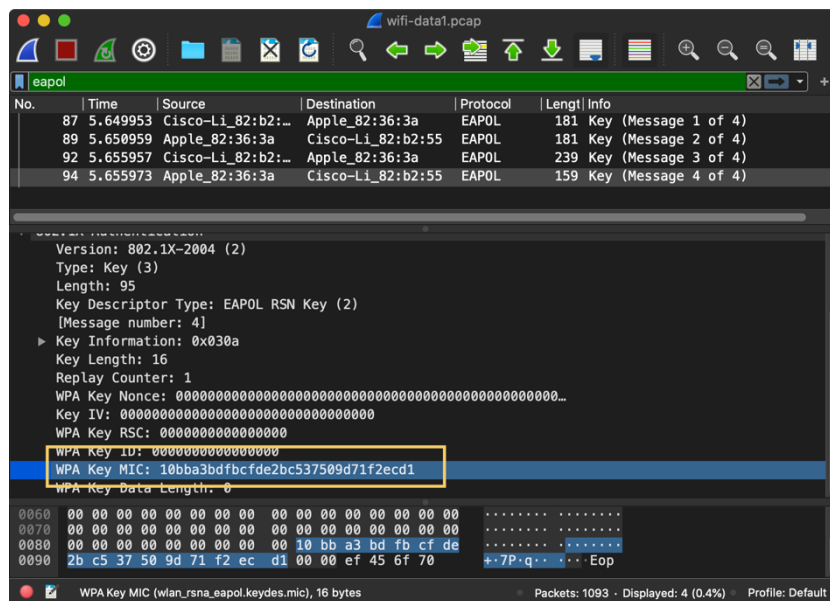 wifi-data1.pcap
eapol
No. Time Source Destination Protocol Lengt Info
87 5.649953 Cisco-Li_82:b2:… Apple_82:36:3a EAPOL 181 Key (Message 1 of 4)
89 5.650959 Apple_82:36:3a Cisco-Li_82:b2:55 EAPOL 181 Key (Message 2 of 4)
92 5.655957 Cisco-Li_82:b2:… Apple_82:36:3a EAPOL 239 Key (Message 3 of 4)
94 5.655973 Apple_82:36:3a Cisco-Li_82:b2:55 EAPOL 159 Key (Message 4 of 4)
802.1X Authentication
Version: 802.1X-2004 (2)
Type: Key (3)
Length: 95
Key Descriptor Type: EAPOL RSN Key (2)
[Message number: 4]
Key Information: 0x030a
Key Length: 16
Replay Counter: 1
WPA Key Nonce: 000000000000000000000000000000000000000000000000…
Key IV: 00000000000000000000000000000000
WPA Key RSC: 0000000000000000
WPA Key ID: 0000000000000000
WPA Key MIC: 10bba3bdfbcfde2bc537509d71f2ecd1
WPA Key Data Length: 0
0060 00 00 00 00 00 00 00 00 00 00 00 00 00 00 00 00 ········ ········
0070 00 00 00 00 00 00 00 00 00 00 00 00 00 00 00 00 ········ ········
0080 00 00 00 00 00 00 00 00 00 10 bb a3 bd fb cf de ········ ········
0090 2b c5 37 50 9d 71 f2 ec d1 00 00 ef 45 6f 70 +·7P·q·· ····Eop
WPA Key MIC (wlan_rsna_eapol.keydes.mic), 16 bytes
Packets: 1093 · Displayed: 4 (0.4%)
Profile: Default